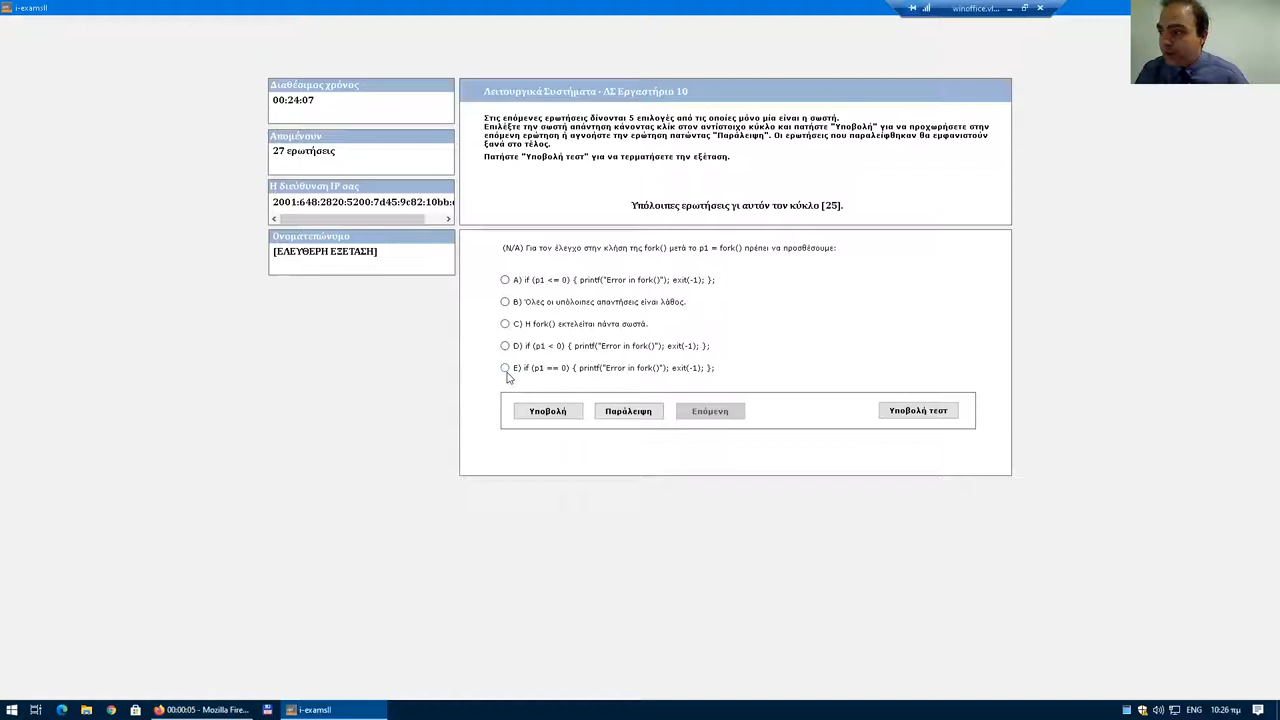 i-examsll
winoffice.vl...
Διαθέσιμος χρόνος
00:24:07
Απομένουν
27 ερωτήσεις
Η διεύθυνση IP σας
2001:648:2820:5200:7d45:9c82:10bb:
Ονοματεπώνυμο
[ΕΛΕΥΘΕΡΗ ΕΞΕΤΑΣΗ]
Λειτουργικά Συστήματα - ΛΣ Εργαστήριο 10
Στις επόμενες ερωτήσεις δίνονται 5 επιλογές από τις οποίες μόνο μία είναι η σωστή.
Επιλέξτε την σωστή απάντηση κάνοντας κλίκ στον αντίστοιχο κύκλο και πατήστε "Υποβολή" για να προχωρήσετε στην
επόμενη ερώτηση ή αγνοήστε την ερώτηση πατώντας "Παράλειψη". Οι ερωτήσεις που παραλείφθηκαν θα εμφανιστούν
ξανά στο τέλος.
Πατήστε "Υποβολή τεστ" για να τερματήσετε την εξέταση.
Υπόλοιπες ερωτήσεις γι αυτόν τον κύκλο [25].
(N/A) Για τον έλεγχο στην κλήση της fork() μετά το p1 = fork() πρέπει να προσθέσουμε:
A) if (p1 <= 0) { printf("Error in fork()"); exit(-1); };
B) Όλες οι υπόλοιπες απαντήσεις είναι λάθος.
C) Η fork() εκτελείται πάντα σωστά.
D) if (p1 < 0) { printf("Error in fork()"); exit(-1); };
E) if (p1 == 0) { printf("Error in fork()"); exit(-1); };
Υποβολή
Παράλειψη
Επόμενη
Υποβολή τεστ
00:00:05 - Mozilla Fire...
i-examsll
ΕΝΓ
10:26 πμ